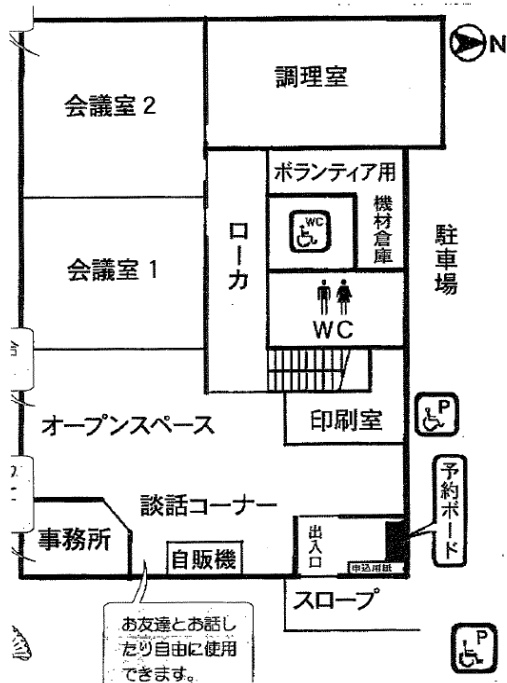 N
調理室
会議室2
ボランティア用
機材倉庫
WC
ローカ
駐車場
会議室1
WC
P
オープンスペース
印刷室
予約ボード
談話コーナー
事務所
自販機
出入口
申込用紙
スロープ
お友達とお話し
たり自由に使用
できます。
P